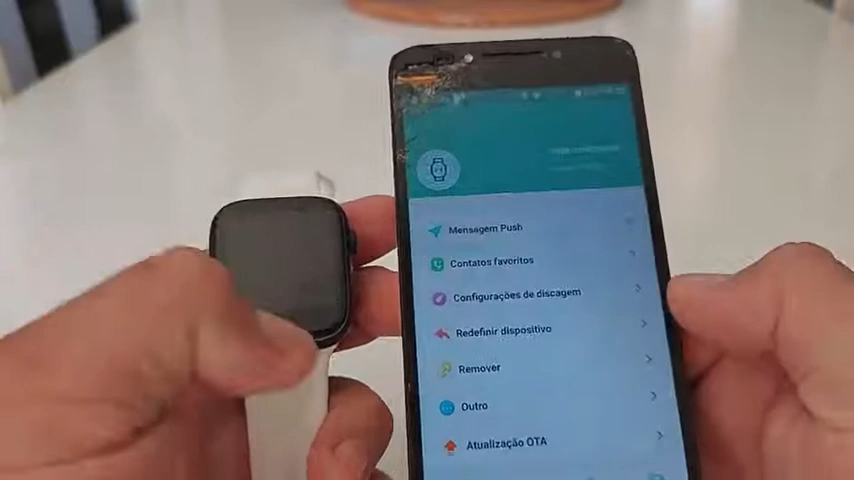 Mensagem Push
Contatos favoritos
Configurações de discagem
Redefinir dispositivo
Remover
Outro
Atualização OTA